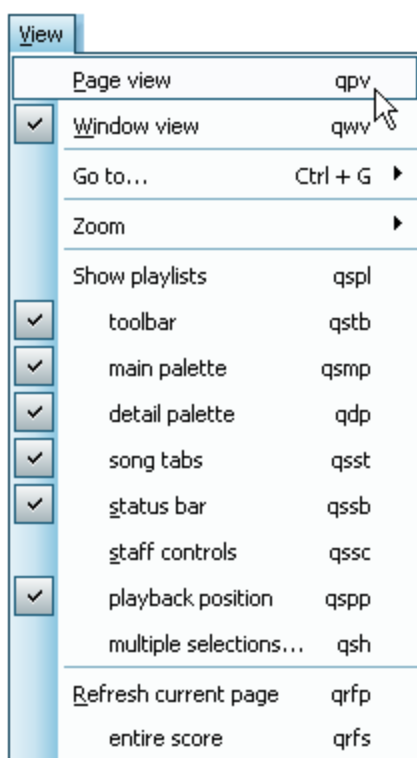 View
Page view qpv
Window view qwv
Go to... Ctrl + G
Zoom
Show playlists qspl
toolbar qstb
main palette qsmp
detail palette qdp
song tabs qsst
status bar qssb
staff controls qssc
playback position qspp
multiple selections... qsh
Refresh current page qrfp
entire score qrfs